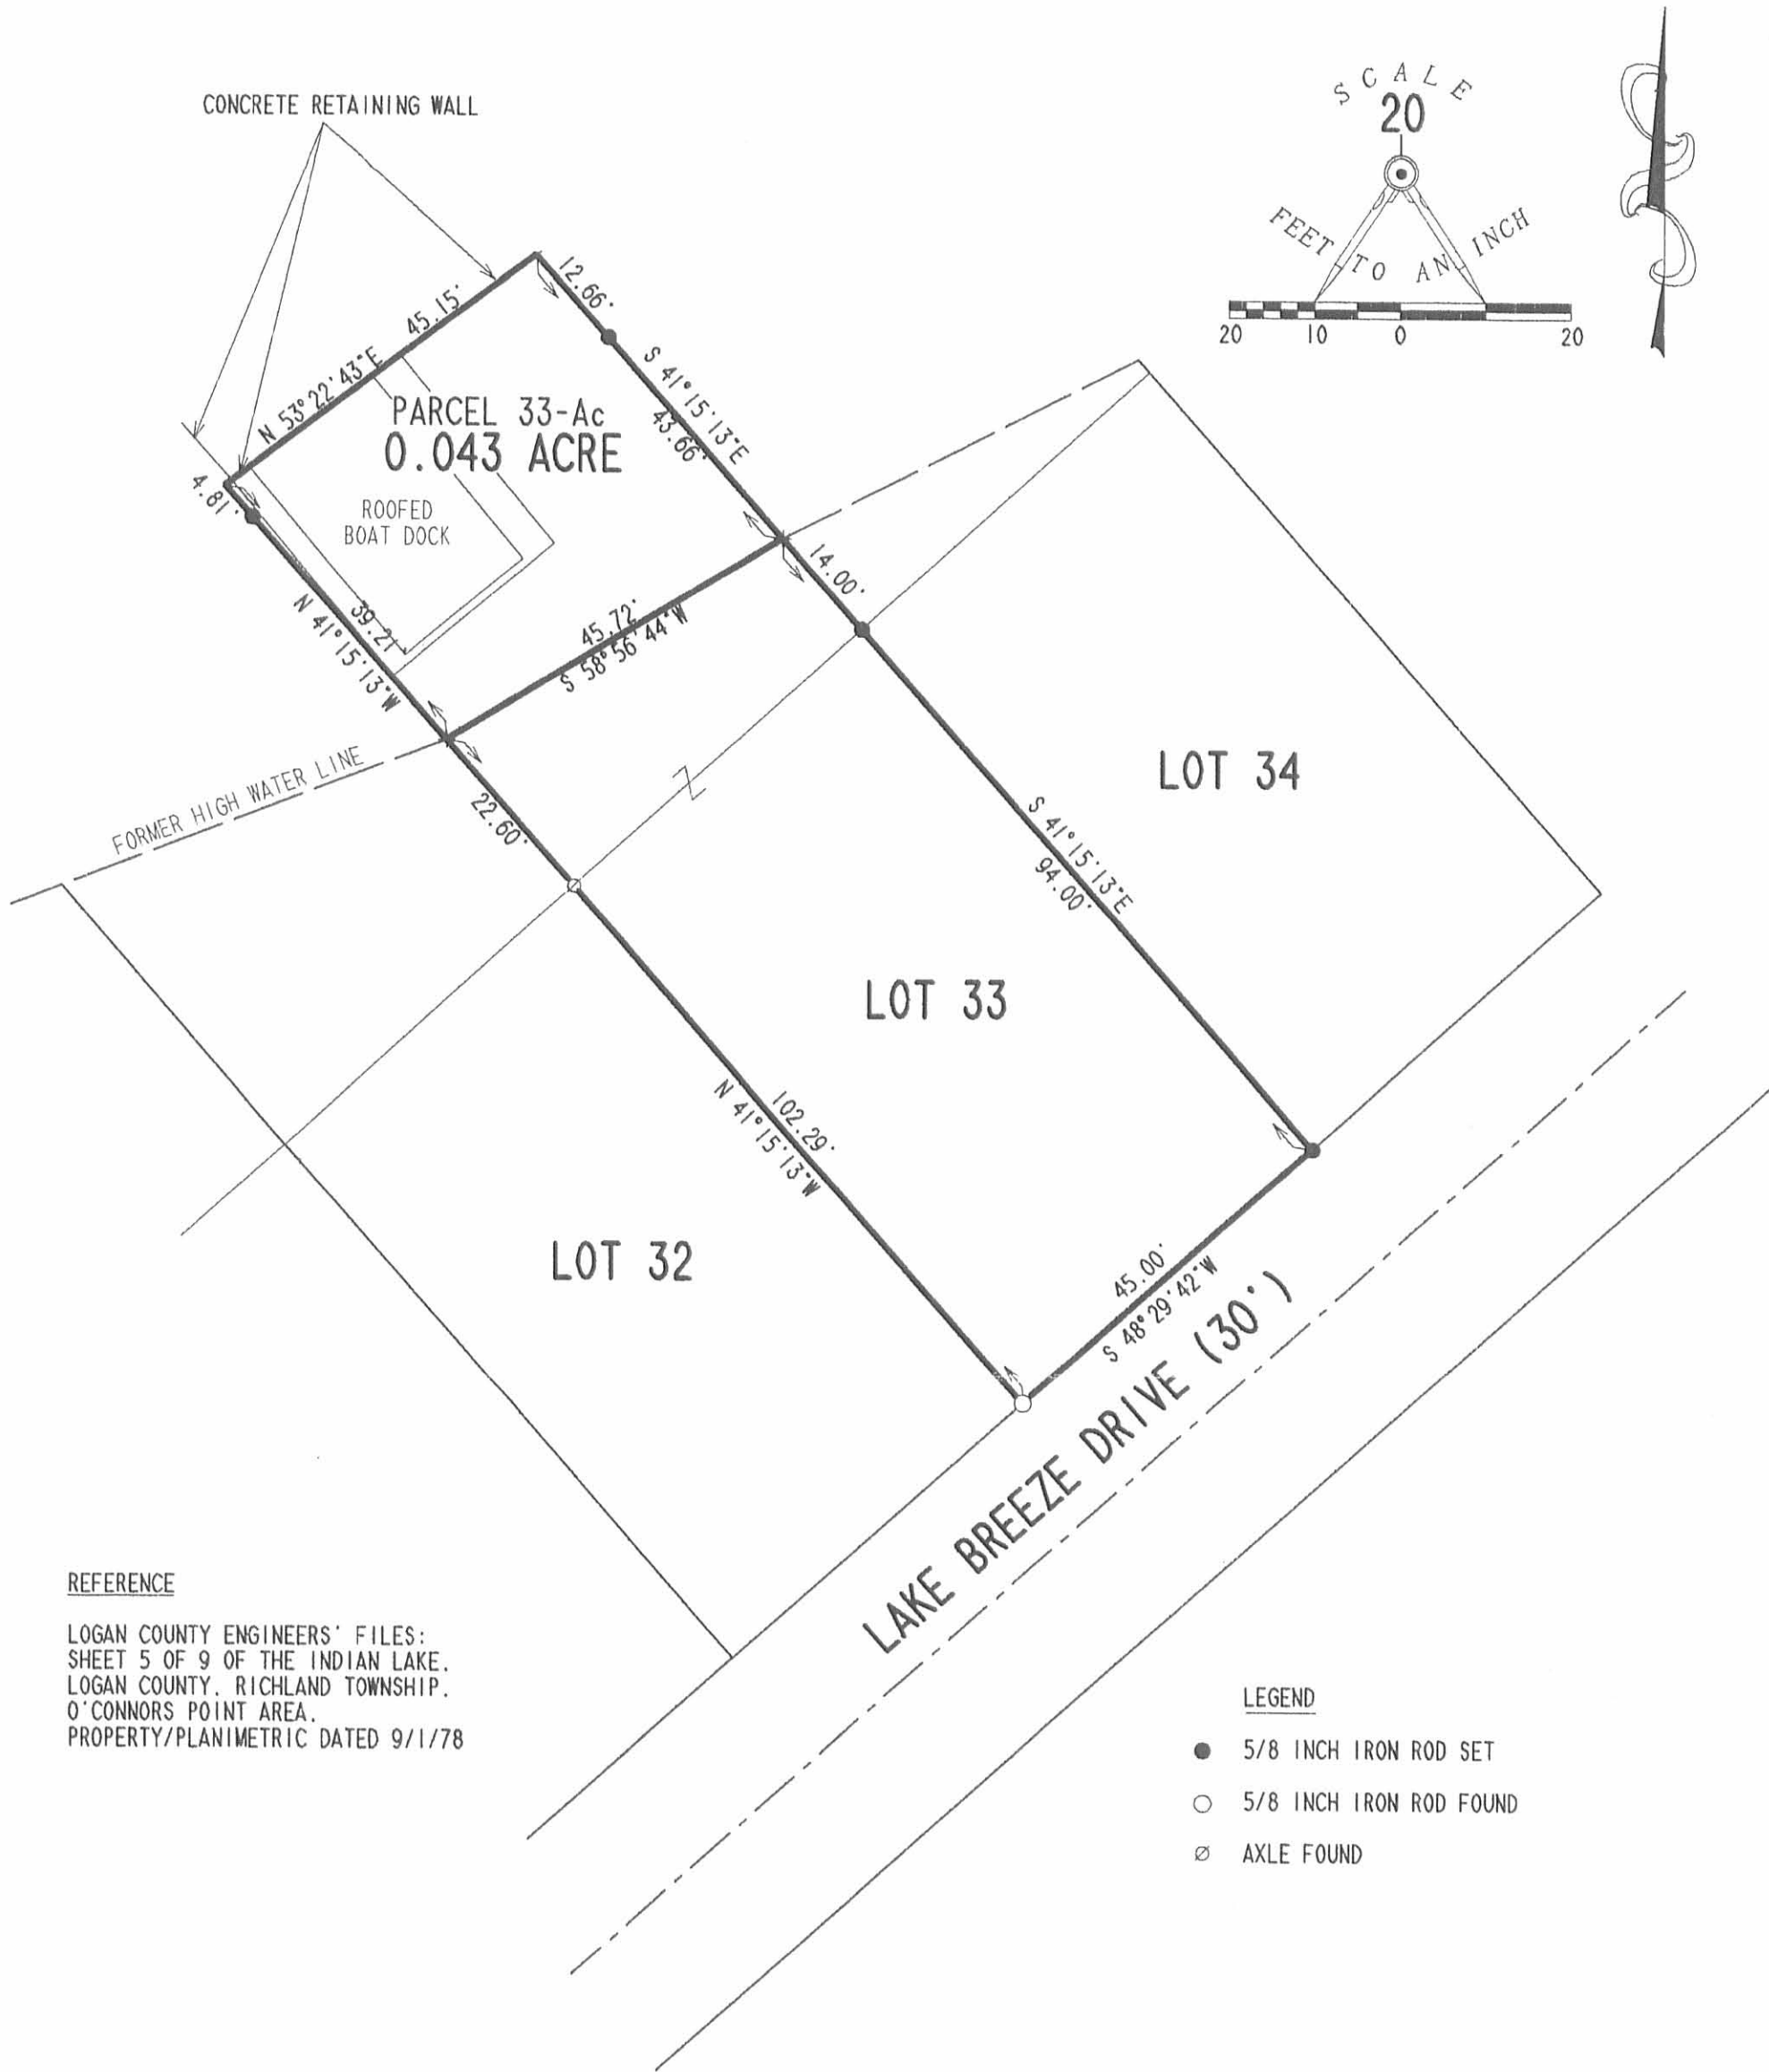 CONCRETE RETAINING WALL
SCALE
20
FEET TO AN INCH
20 10 0 20
12.66'
45.15'
N 53°22'43"E
S 41°15'13"E
43.66'
PARCEL 33-Ac
0.043 ACRE
ROOFED
BOAT DOCK
4.81'
39.21
N 41°15'13"W
45.72'
S 58°56'44"W
14.00'
FORMER HIGH WATER LINE
22.60'
LOT 34
S 41°15'13"E
94.00'
LOT 33
102.29'
N 41°15'13"W
LOT 32
45.00'
S 48°29'42"W
LAKE BREEZE DRIVE (30')
REFERENCE
LOGAN COUNTY ENGINEERS' FILES:
SHEET 5 OF 9 OF THE INDIAN LAKE,
LOGAN COUNTY, RICHLAND TOWNSHIP,
O'CONNORS POINT AREA,
PROPERTY/PLANIMETRIC DATED 9/1/78
LEGEND
5/8 INCH IRON ROD SET
5/8 INCH IRON ROD FOUND
AXLE FOUND